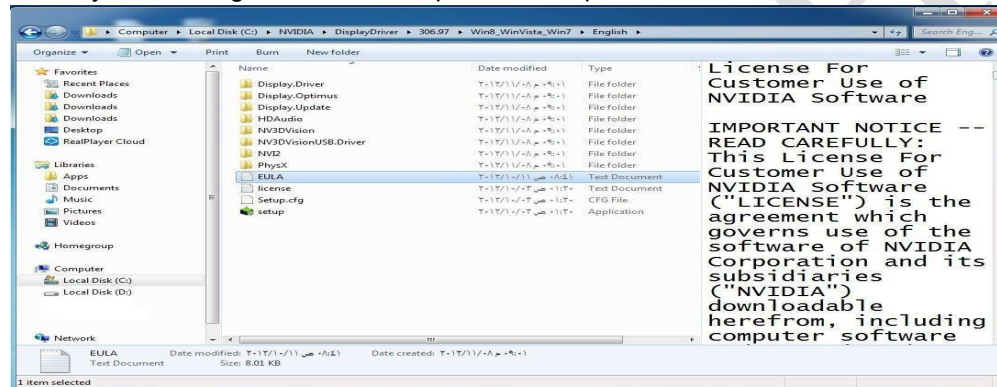 Computer ▸ Local Disk (C:) ▸ NVIDIA ▸ DisplayDriver ▸ 306.97 ▸ Win8_WinVista_Win7 ▸ English ▸
Search Eng...
Organize Open Print Burn New folder
Favorites
Recent Places
Downloads
Downloads
Desktop
RealPlayer Cloud
Libraries
Apps
Documents
Music
Pictures
Videos
Homegroup
Computer
Local Disk (C:)
Local Disk (D:)
Network
Name Date modified Type
Display.Driver File folder
Display.Optimus File folder
Display.Update File folder
HDAudio File folder
NV3DVision File folder
NV3DVisionUSB.Driver File folder
NVI2 File folder
PhysX File folder
EULA Text Document
license Text Document
Setup.cfg CFG File
setup Application
License For
Customer Use of
NVIDIA Software
IMPORTANT NOTICE --
READ CAREFULLY:
This License For
Customer Use of
NVIDIA Software
("LICENSE") is the
agreement which
governs use of the
software of NVIDIA
Corporation and its
subsidiaries
("NVIDIA")
downloadable
herefrom, including
computer software
EULA Date modified: Date created:
Text Document Size: 8.01 KB
1 item selected